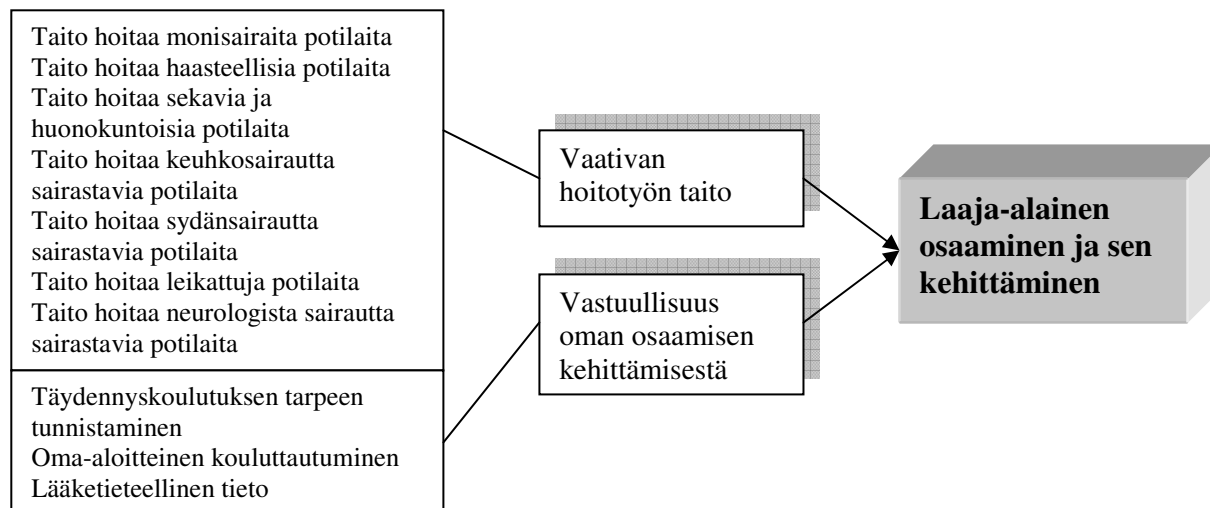 Taito hoitaa monisairaita potilaita
Taito hoitaa haasteellisia potilaita
Taito hoitaa sekavia ja
huonokuntoisia potilaita
Taito hoitaa keuhkosairautta
sairastavia potilaita
Taito hoitaa sydänsairautta
sairastavia potilaita
Taito hoitaa leikattuja potilaita
Taito hoitaa neurologista sairautta
sairastavia potilaita
Täydennyskoulutuksen tarpeen
tunnistaminen
Oma-aloitteinen kouluttautuminen
Lääketieteellinen tieto
Vaativan
hoitotyön taito
Vastuullisuus
oman osaamisen
kehittämisestä
Laaja-alainen
osaaminen ja sen
kehittäminen